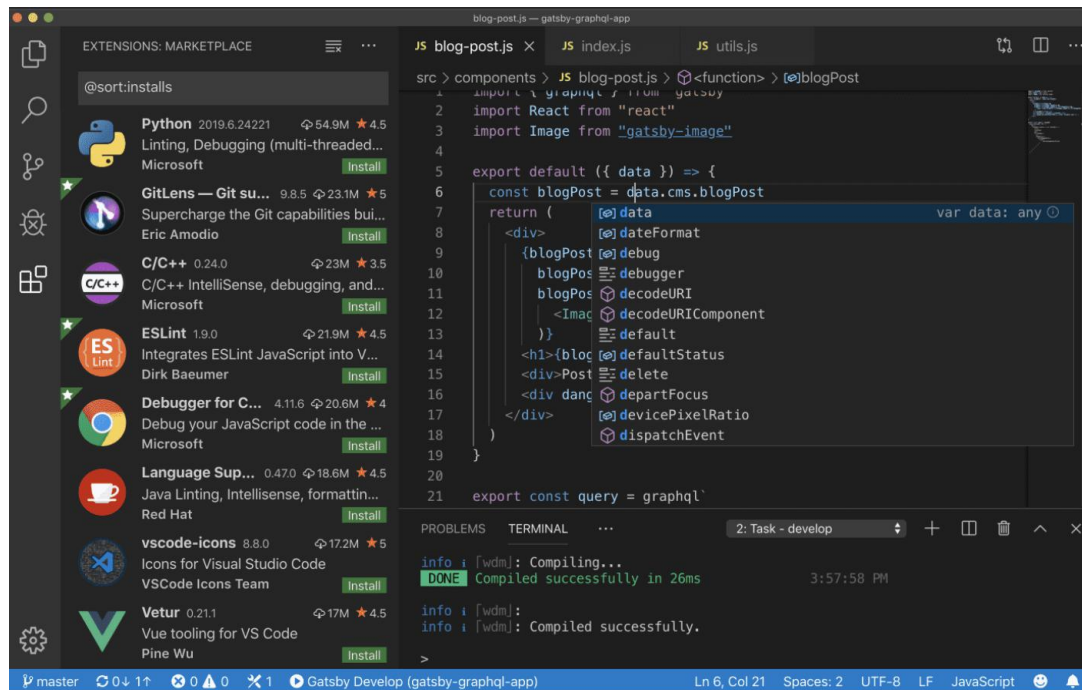 blog-post.js — gatsby-graphql-app
EXTENSIONS: MARKETPLACE
@sort:installs
Python 2019.6.24221 54.9M ★4.5
Linting, Debugging (multi-threaded...
Microsoft Install
GitLens — Git su... 9.8.5 23.1M ★5
Supercharge the Git capabilities bui...
Eric Amodio Install
C/C++
C/C++ 0.24.0 23M ★3.5
C/C++ IntelliSense, debugging, and...
Microsoft Install
ES
Lint
ESLint 1.9.0 21.9M ★4.5
Integrates ESLint JavaScript into V...
Dirk Baeumer Install
Debugger for C... 4.11.6 20.6M ★4
Debug your JavaScript code in the ...
Microsoft Install
Language Sup... 0.47.0 18.6M ★4.5
Java Linting, Intellisense, formattin...
Red Hat Install
vscode-icons 8.8.0 17.2M ★5
Icons for Visual Studio Code
VSCode Icons Team Install
Vetur 0.21.1 17M ★4.5
Vue tooling for VS Code
Pine Wu Install
JS blog-post.js × JS index.js JS utils.js
src > components > JS blog-post.js > <function> > blogPost
1 import { graphql } from "gatsby"
2 import React from "react"
3 import Image from "gatsby-image"
4
5 export default ({ data }) => {
6 const blogPost = data.cms.blogPost
7 return (
8 <div>
9 {blogPost
10 blogPos
11 blogPos
12 <Imag
13 )}
14 <h1>{blog
15 <div>Post
16 <div dang
17 </div>
18 )
19 }
20
21 export const query = graphql`
data var data: any
dateFormat
debug
debugger
decodeURI
decodeURIComponent
default
defaultStatus
delete
departFocus
devicePixelRatio
dispatchEvent
PROBLEMS TERMINAL ... 2: Task - develop
info i ｢wdm｣: Compiling...
DONE Compiled successfully in 26ms 3:57:58 PM
info i ｢wdm｣:
info i ｢wdm｣: Compiled successfully.
>
master 0↓ 1↑ 0 0 1 Gatsby Develop (gatsby-graphql-app) Ln 6, Col 21 Spaces: 2 UTF-8 LF JavaScript